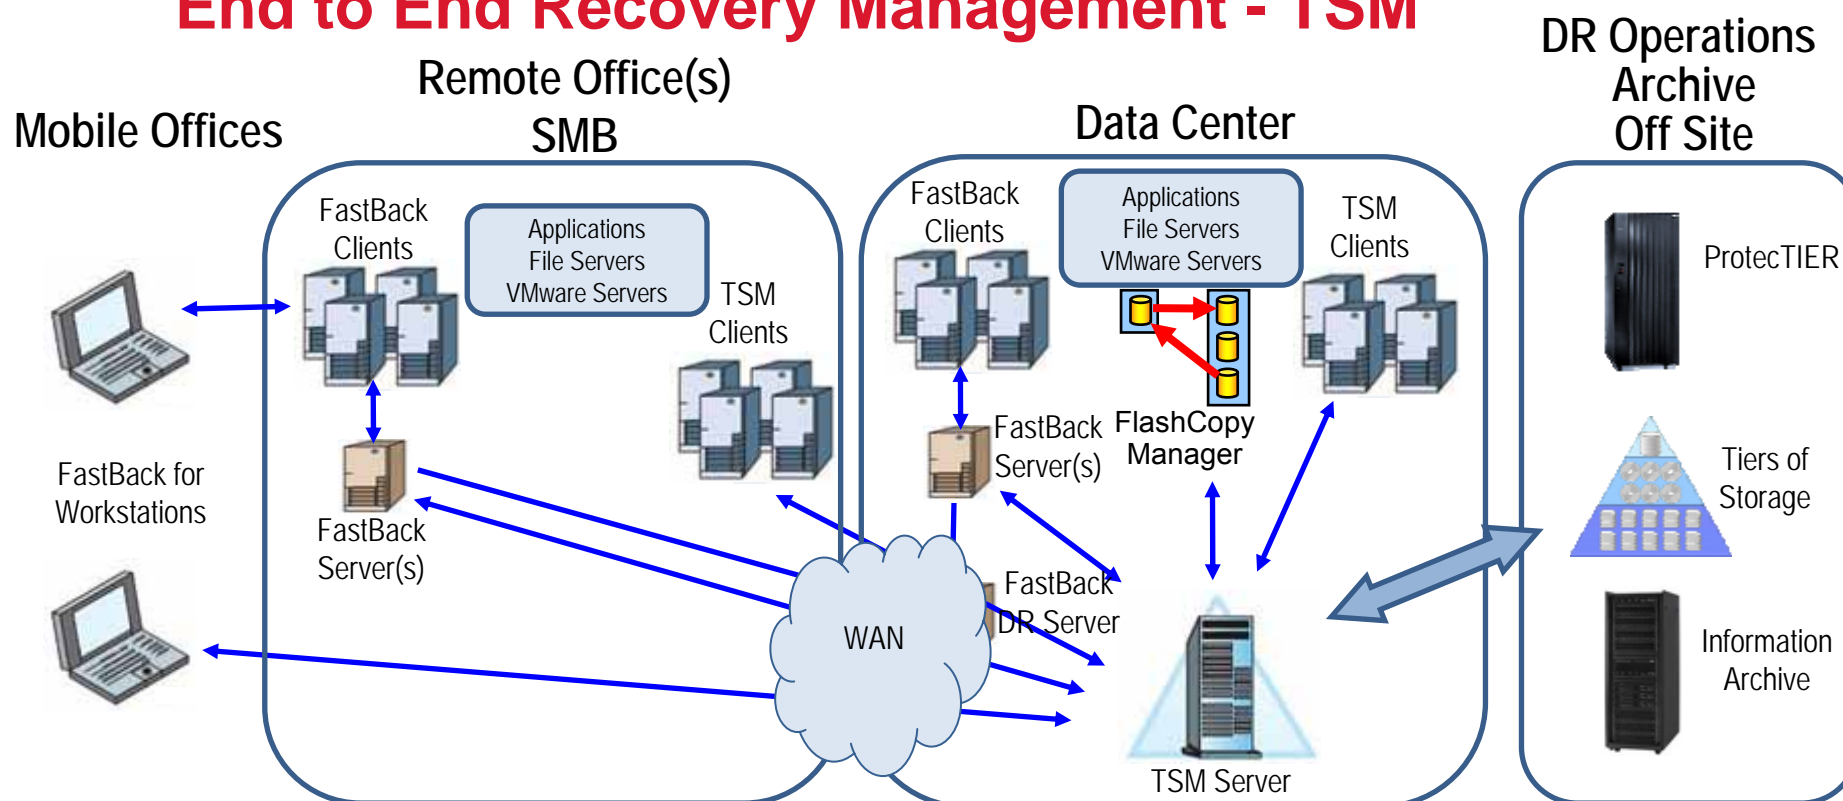 End to End Recovery Management - TSM
Mobile Offices
Remote Office(s)
SMB
Data Center
DR Operations
Archive
Off Site
FastBack
Clients
Applications
File Servers
VMware Servers
TSM
Clients
FastBack
Server(s)
FastBack for
Workstations
WAN
FastBack
Clients
Applications
File Servers
VMware Servers
TSM
Clients
FastBack
Server(s)
FlashCopy
Manager
FastBack
DR Server
TSM Server
ProtecTIER
Tiers of
Storage
Information
Archive